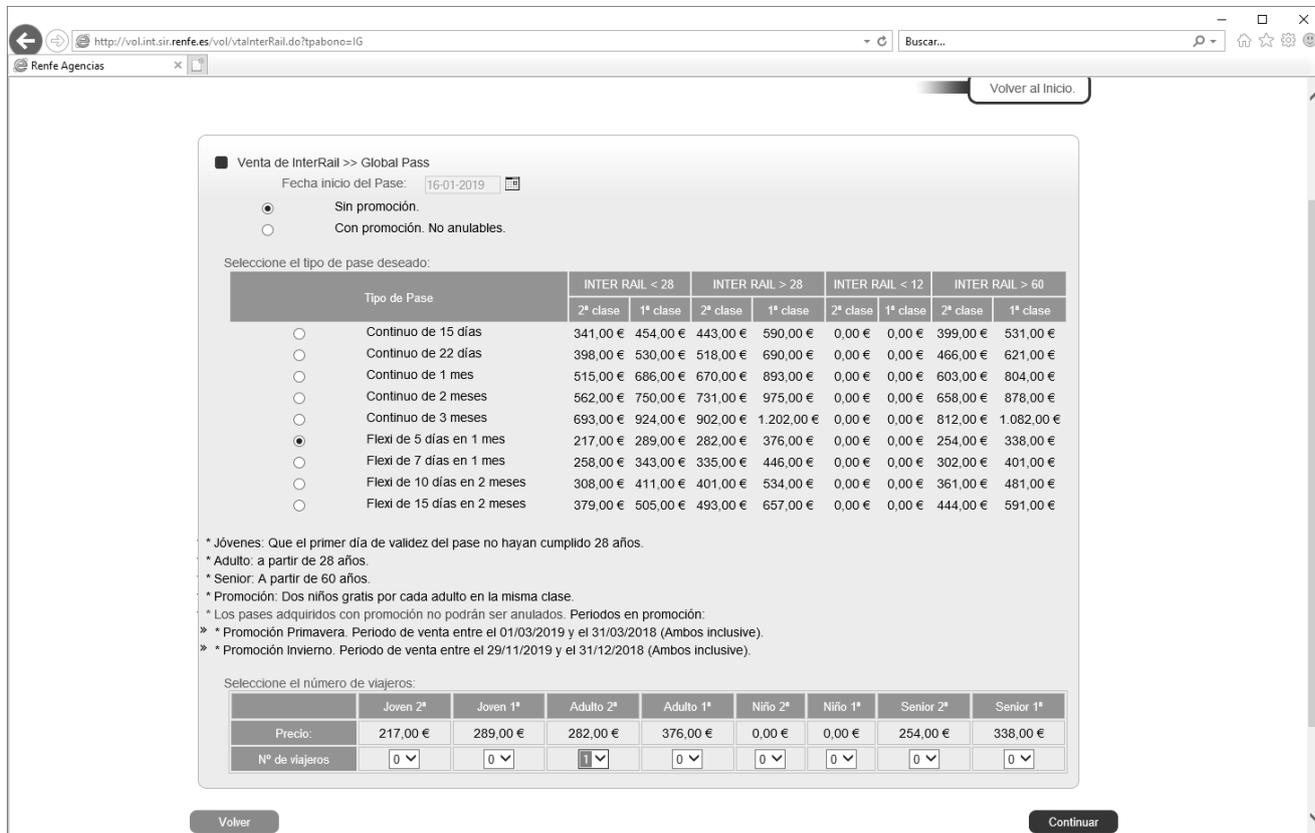 http://vol.int.sir.renfe.es/vol/vtaInterRail.do?tpabono=IG
Buscar...
Renfe Agencias
Volver al Inicio.
Venta de InterRail >> Global Pass
Fecha inicio del Pase: 16-01-2019
Sin promoción.
Con promoción. No anulables.
Seleccione el tipo de pase deseado:
Tipo de Pase INTER RAIL < 28 INTER RAIL > 28 INTER RAIL < 12 INTER RAIL > 60
2ª clase 1ª clase 2ª clase 1ª clase 2ª clase 1ª clase 2ª clase 1ª clase
Continuo de 15 días 341,00 € 454,00 € 443,00 € 590,00 € 0,00 € 0,00 € 399,00 € 531,00 €
Continuo de 22 días 398,00 € 530,00 € 518,00 € 690,00 € 0,00 € 0,00 € 466,00 € 621,00 €
Continuo de 1 mes 515,00 € 686,00 € 670,00 € 893,00 € 0,00 € 0,00 € 603,00 € 804,00 €
Continuo de 2 meses 562,00 € 750,00 € 731,00 € 975,00 € 0,00 € 0,00 € 658,00 € 878,00 €
Continuo de 3 meses 693,00 € 924,00 € 902,00 € 1.202,00 € 0,00 € 0,00 € 812,00 € 1.082,00 €
Flexi de 5 días en 1 mes 217,00 € 289,00 € 282,00 € 376,00 € 0,00 € 0,00 € 254,00 € 338,00 €
Flexi de 7 días en 1 mes 258,00 € 343,00 € 335,00 € 446,00 € 0,00 € 0,00 € 302,00 € 401,00 €
Flexi de 10 días en 2 meses 308,00 € 411,00 € 401,00 € 534,00 € 0,00 € 0,00 € 361,00 € 481,00 €
Flexi de 15 días en 2 meses 379,00 € 505,00 € 493,00 € 657,00 € 0,00 € 0,00 € 444,00 € 591,00 €
* Jóvenes: Que el primer día de validez del pase no hayan cumplido 28 años.
* Adulto: a partir de 28 años.
* Senior: A partir de 60 años.
* Promoción: Dos niños gratis por cada adulto en la misma clase.
* Los pases adquiridos con promoción no podrán ser anulados. Periodos en promoción:
» * Promoción Primavera. Periodo de venta entre el 01/03/2019 y el 31/03/2018 (Ambos inclusive).
» * Promoción Invierno. Periodo de venta entre el 29/11/2019 y el 31/12/2018 (Ambos inclusive).
Seleccione el número de viajeros:
Joven 2ª Joven 1ª Adulto 2ª Adulto 1ª Niño 2ª Niño 1ª Senior 2ª Senior 1ª
Precio: 217,00 € 289,00 € 282,00 € 376,00 € 0,00 € 0,00 € 254,00 € 338,00 €
Nº de viajeros 0 0 1 0 0 0 0 0
Volver Continuar